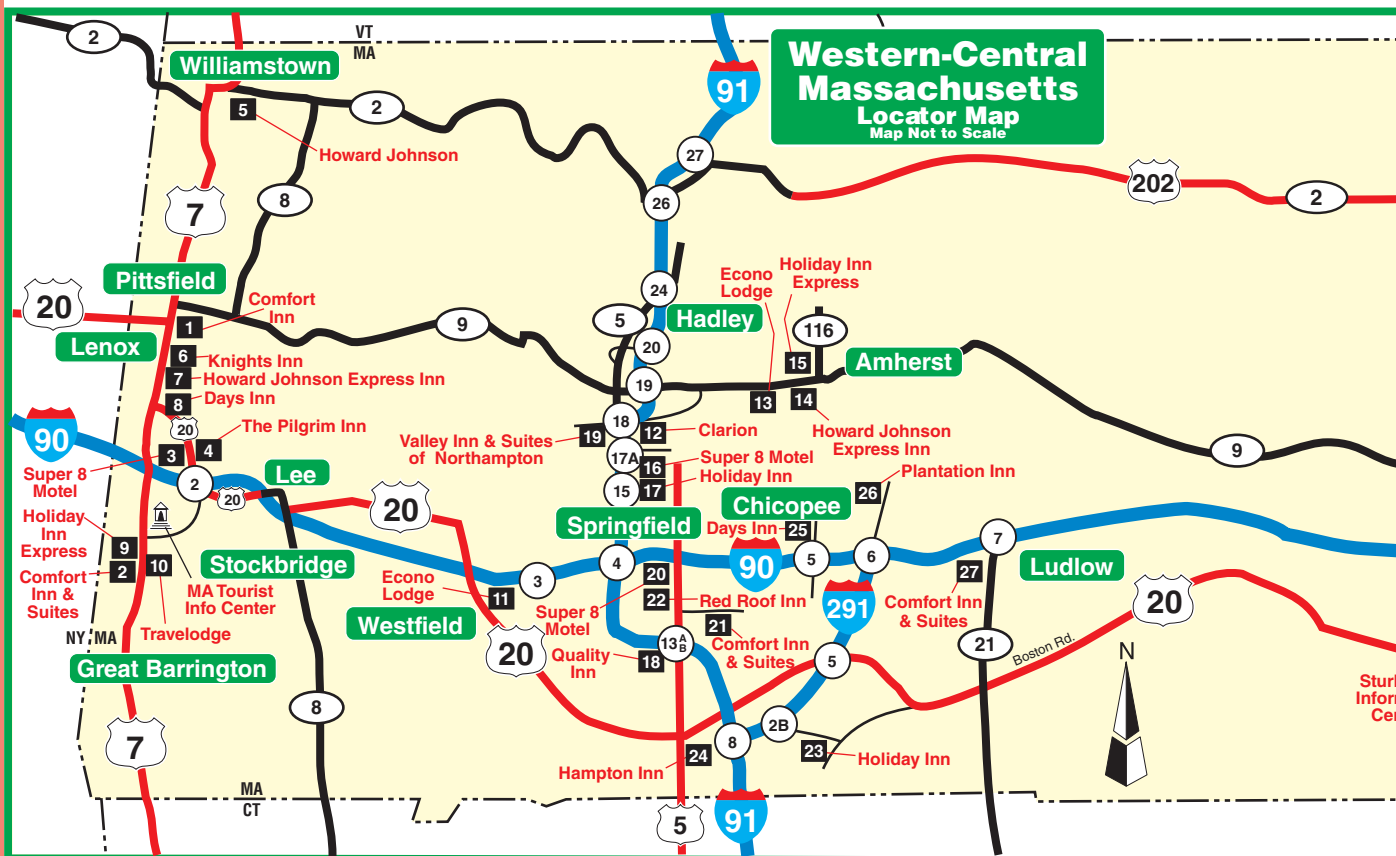 Western-Central
Massachusetts
Locator Map
Map Not to Scale
VT
MA
2
Williamstown
5
2
Howard Johnson
91
27
26
202
2
7
8
Pittsfield
20
Comfort
Inn
1
Lenox
9
6
Knights Inn
7
Howard Johnson Express Inn
8
Days Inn
20
4
The Pilgrim Inn
90
3
Super 8
Motel
2
20
Lee
24
5
Hadley
20
19
18
Econo
Lodge
Holiday Inn
Express
116
15
Amherst
13
14
Howard Johnson
Express Inn
19
Valley Inn & Suites
of Northampton
12
Clarion
17A
16
Super 8 Motel
15
17
Holiday Inn
9
Plantation Inn
26
Chicopee
Days Inn
25
Springfield
20
Holiday
Inn
Express
9
Comfort
Inn &
Suites
2
10
MA Tourist
Info Center
Travelodge
Stockbridge
NY
MA
Great Barrington
Econo
Lodge
11
3
4
90
5
6
7
Ludlow
27
Comfort Inn
& Suites
20
Super 8
Motel
22
Red Roof Inn
291
Westfield
21
Comfort Inn
& Suites
20
13
A
B
Quality
Inn
18
5
21
Boston Rd.
20
N
7
8
8
2B
23
Holiday Inn
24
Hampton Inn
MA
CT
5
91
Sturl
Inform
Cen